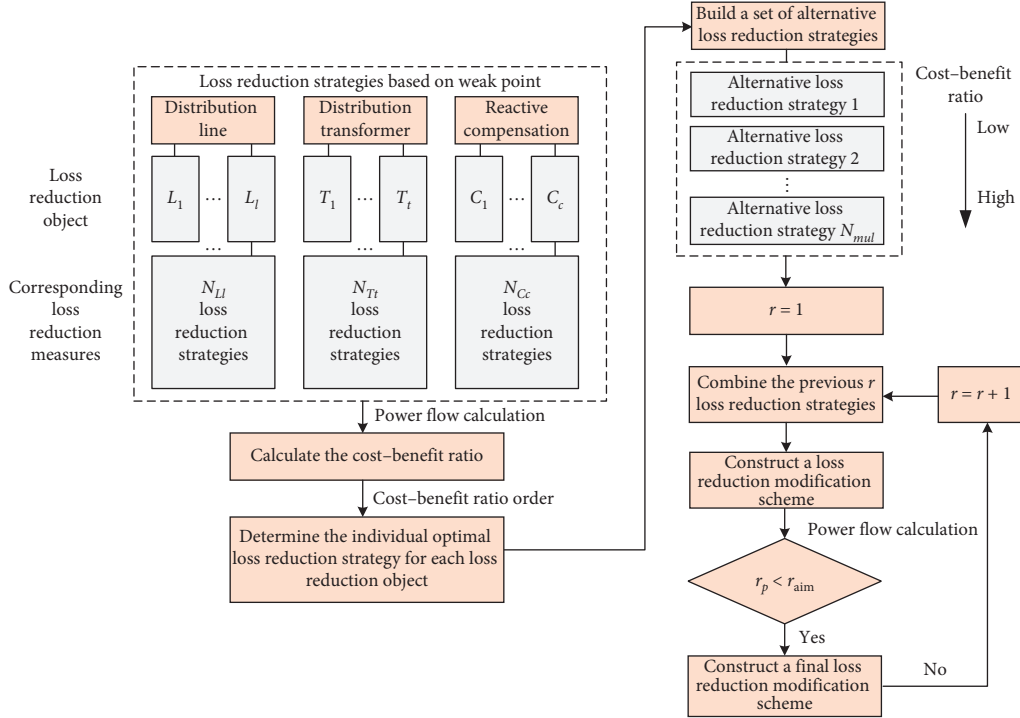 Loss reduction strategies based on weak point
Distribution
line
Distribution
transformer
Reactive
compensation
Loss
reduction
object
L1
...
Ll
T1
...
Tt
C1
...
Cc
...
...
...
Corresponding
loss
reduction
measures
NLl
loss
reduction
strategies
NTt
loss
reduction
strategies
NCc
loss
reduction
strategies
Power flow calculation
Calculate the cost–benefit ratio
Cost–benefit ratio order
Determine the individual optimal
loss reduction strategy for each loss
reduction object
Build a set of alternative
loss reduction strategies
Alternative loss
reduction strategy 1
Alternative loss
reduction strategy 2
...
Alternative loss
reduction strategy Nmul
Cost–benefit
ratio
Low
High
r = 1
Combine the previous r
loss reduction strategies
r = r + 1
Construct a loss
reduction modification
scheme
Power flow calculation
rp < raim
Yes
Construct a final loss
reduction modification
scheme
No